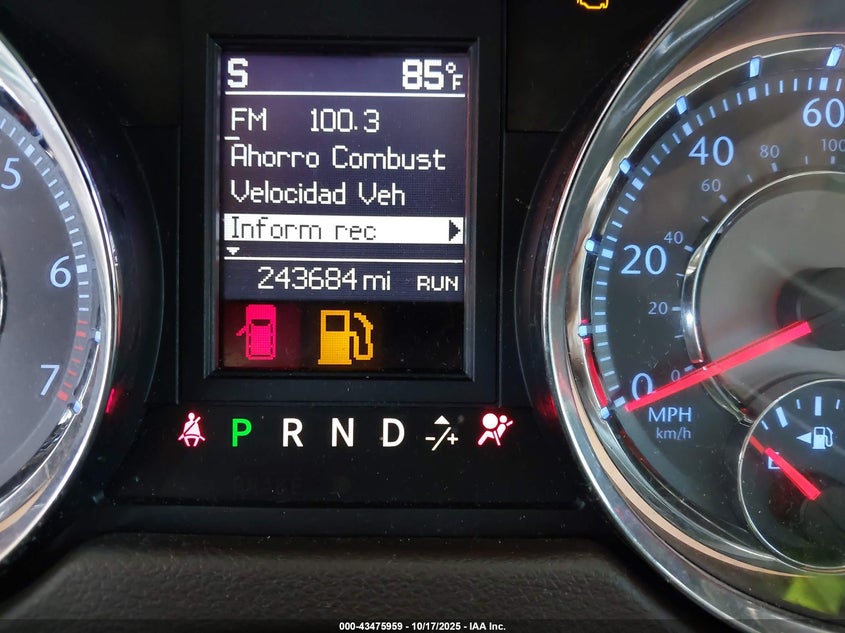 S 85°F
FM 100.3
Ahorro Combust
Velocidad Veh
Inform rec
243684 mi RUN
P R N D -/+
5
6
7
60
40
20
0
100
80
60
40
20
0
MPH
km/h
E
000-43475959 - 10/17/2025 - IAA Inc.